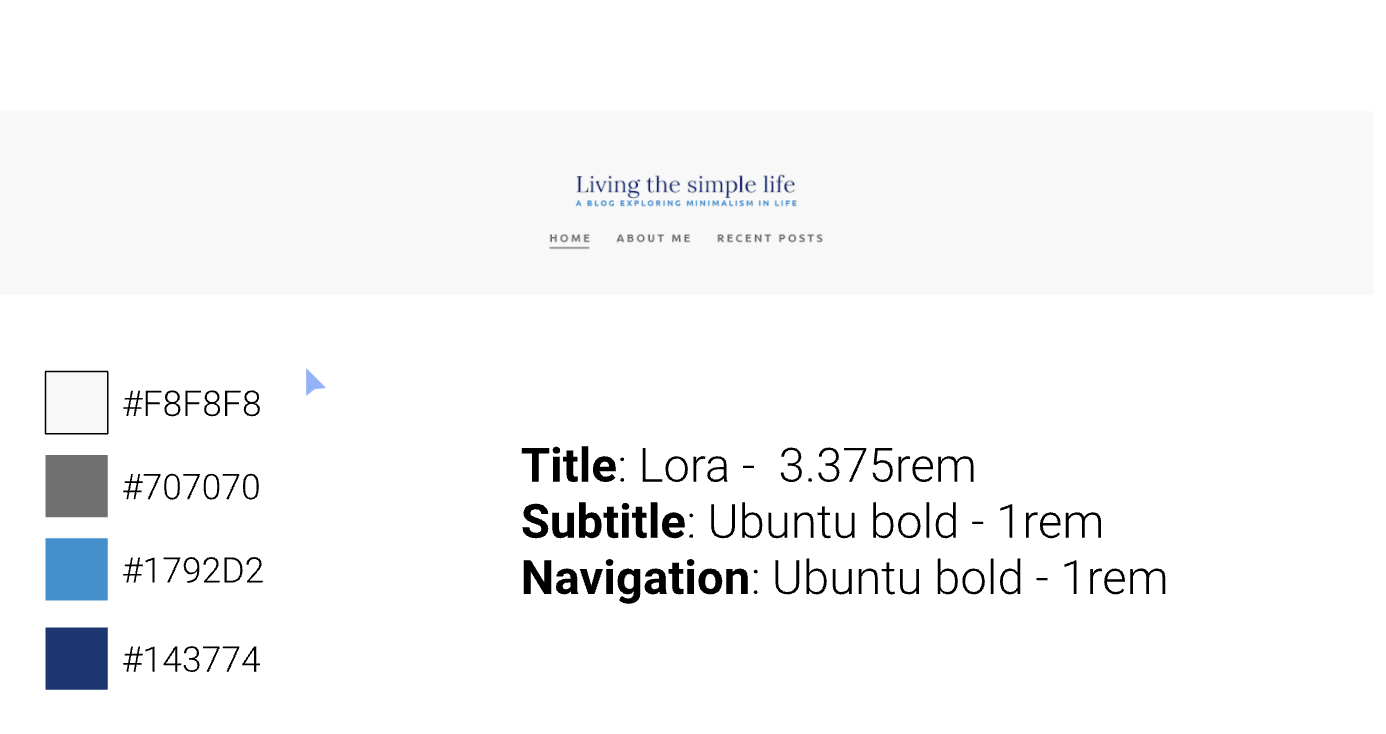 Living the simple life
A BLOG EXPLORING MINIMALISM IN LIFE
HOME ABOUT ME RECENT POSTS
#F8F8F8
#707070
#1792D2
#143774
Title: Lora - 3.375rem
Subtitle: Ubuntu bold - 1rem
Navigation: Ubuntu bold - 1rem